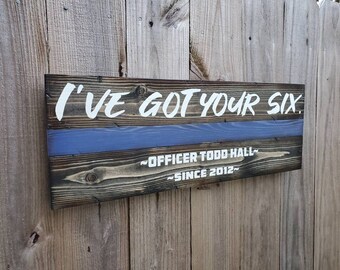 I'VE GOT YOUR SIX.
~OFFICER TODD HALL~
~SINCE 2012~